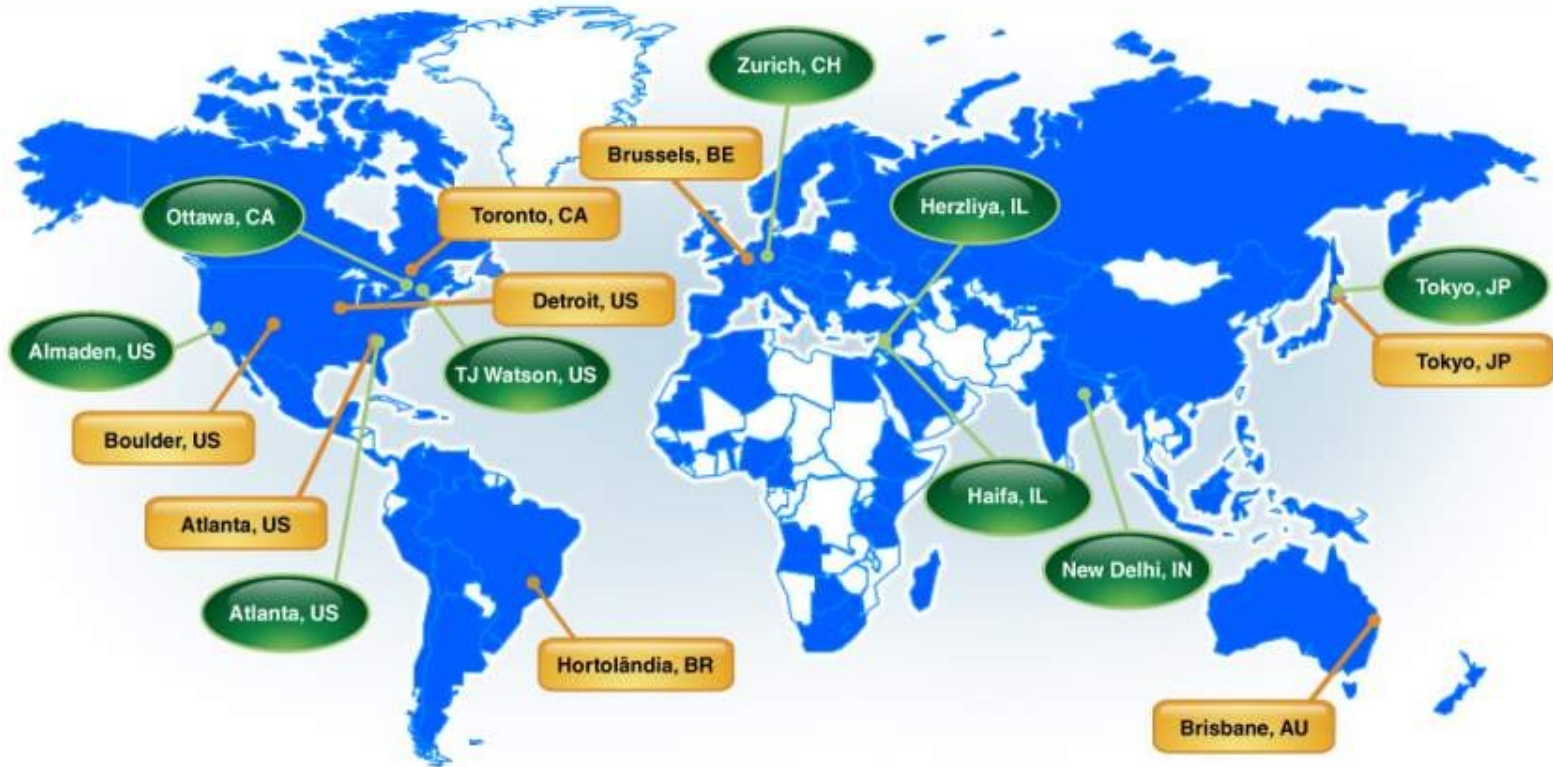 Zurich, CH
Brussels, BE
Ottawa, CA
Toronto, CA
Herzliya, IL
Detroit, US
Tokyo, JP
Almaden, US
TJ Watson, US
Tokyo, JP
Boulder, US
Atlanta, US
Haifa, IL
New Delhi, IN
Atlanta, US
Hortolândia, BR
Brisbane, AU